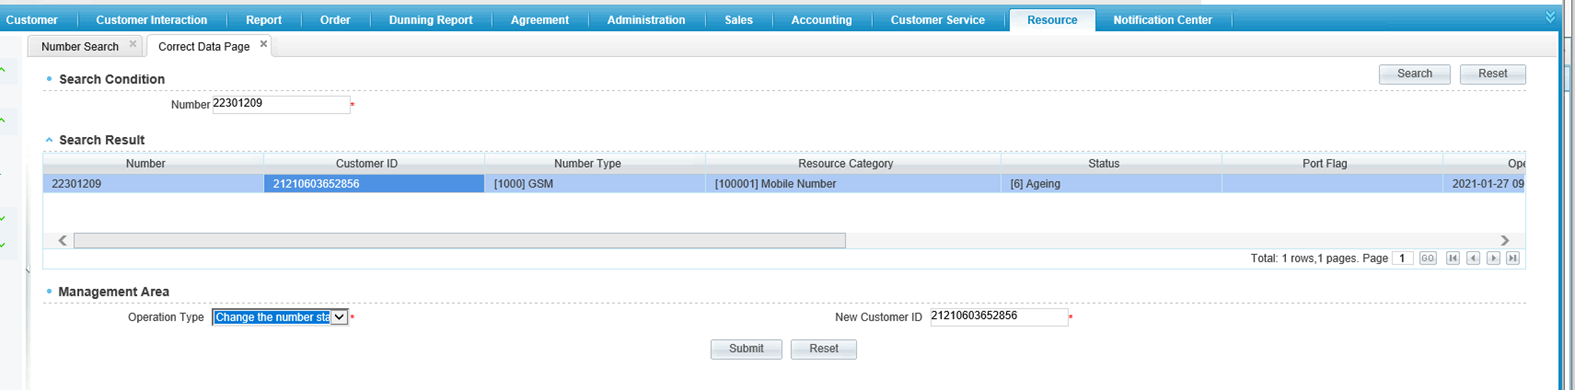 Customer Customer Interaction Report Order Dunning Report Agreement Administration Sales Accounting Customer Service Resource Notification Center
Number Search Correct Data Page
Search Condition Search Reset
Number 22301209 *
Search Result
Number Customer ID Number Type Resource Category Status Port Flag Ope
22301209 21210603652856 [1000] GSM [100001] Mobile Number [6] Ageing 2021-01-27 09
Total: 1 rows,1 pages. Page 1 GO
Management Area
Operation Type Change the number sta * New Customer ID 21210603652856 *
Submit Reset